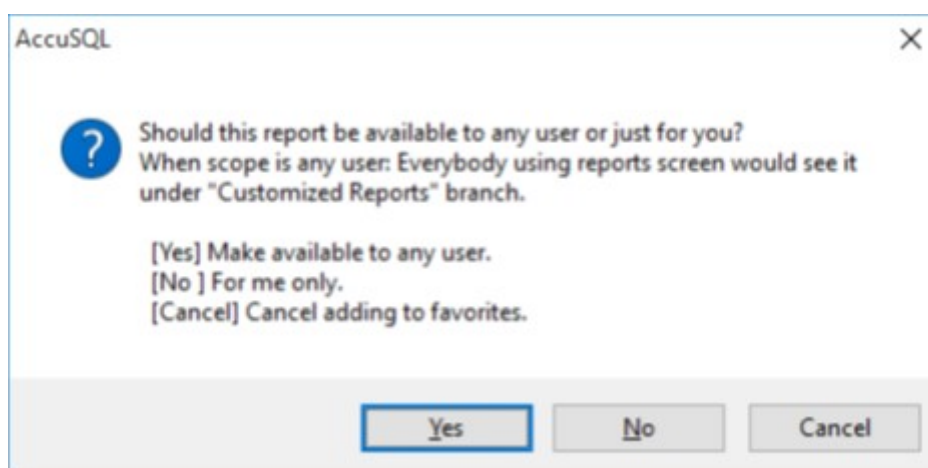 AccuSQL
Should this report be available to any user or just for you?
When scope is any user: Everybody using reports screen would see it
under "Customized Reports" branch.
[Yes] Make available to any user.
[No ] For me only.
[Cancel] Cancel adding to favorites.
Yes
No
Cancel